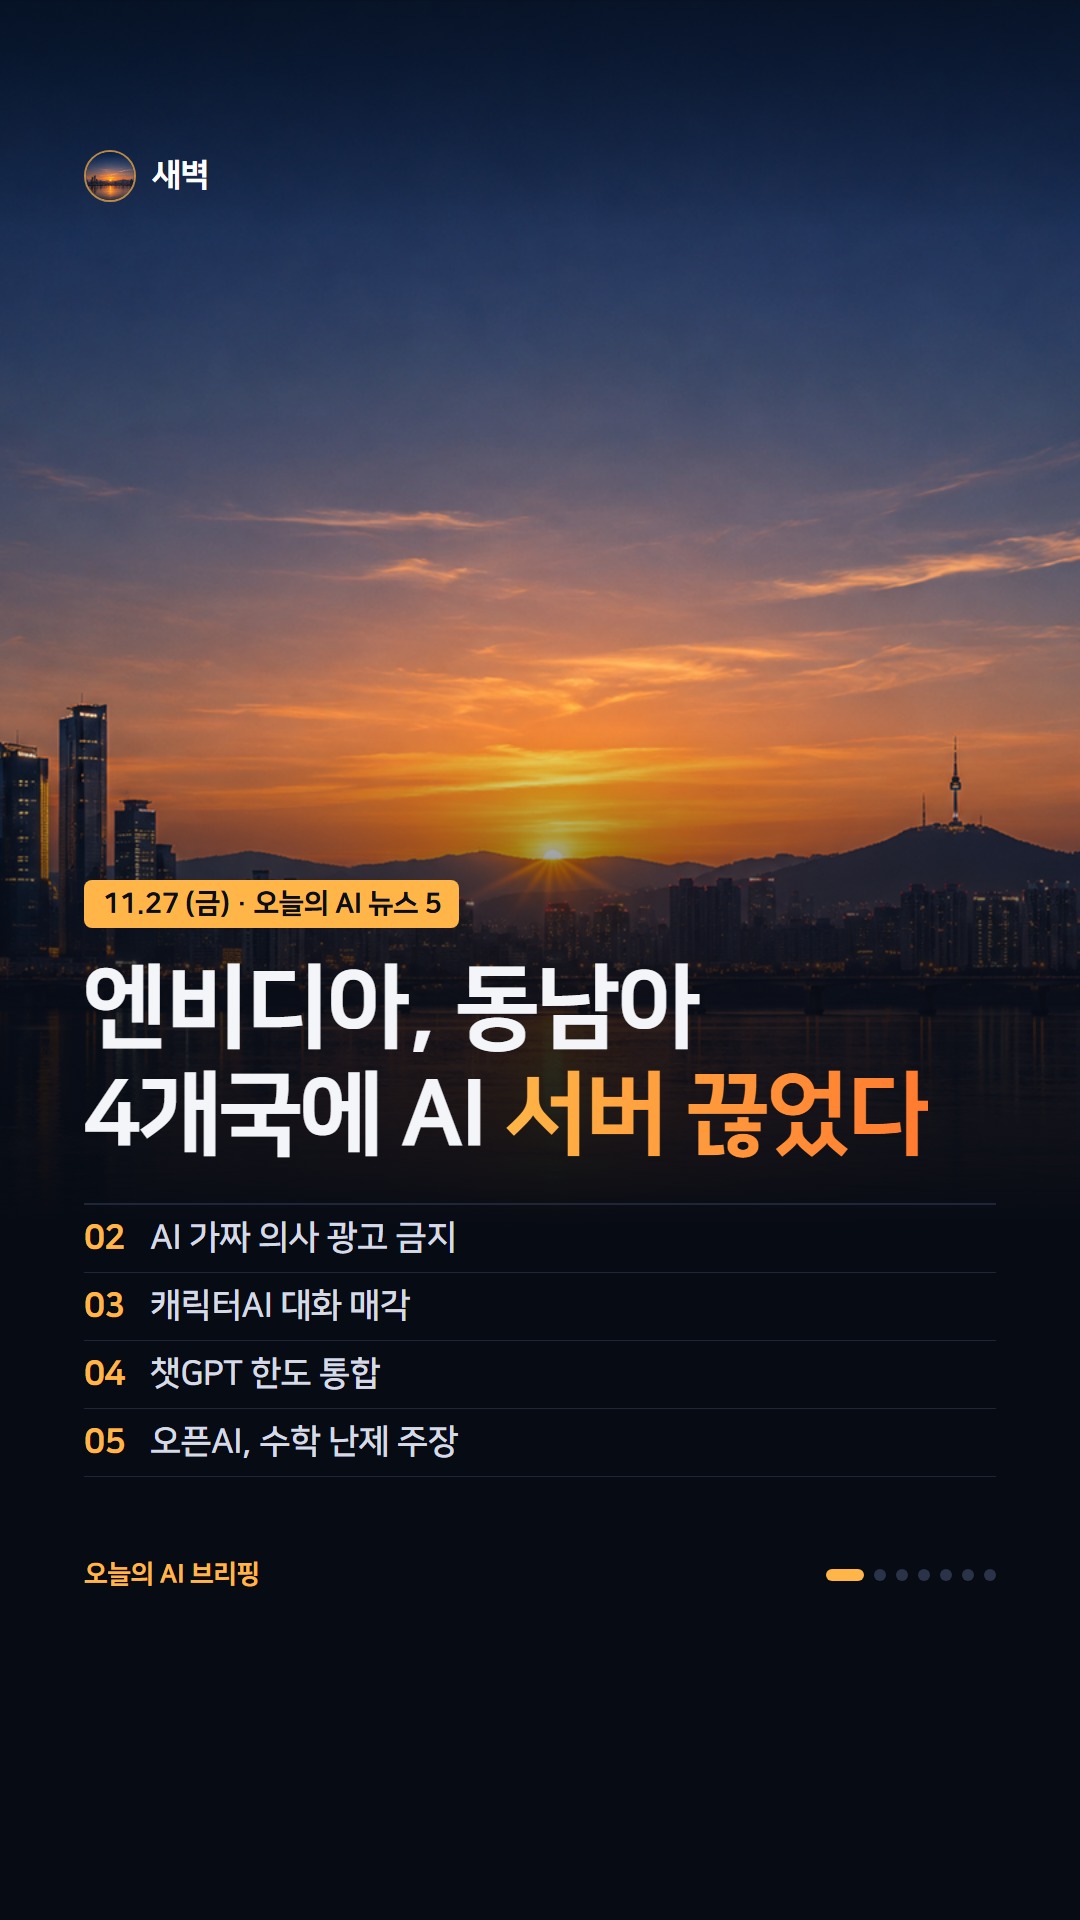 새벽
11.27 (금) · 오늘의 AI 뉴스 5
엔비디아, 동남아
4개국에 AI 서버 끊었다
02 AI 가짜 의사 광고 금지
03 캐릭터AI 대화 매각
04 챗GPT 한도 통합
05 오픈AI, 수학 난제 주장
오늘의 AI 브리핑